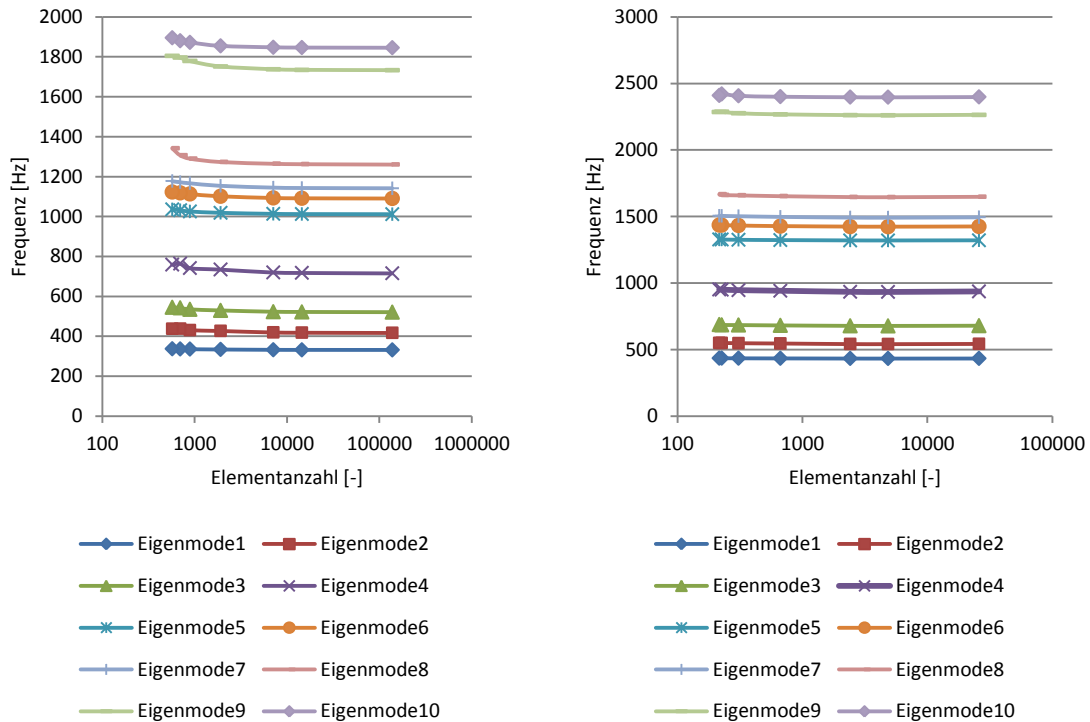 2000
1800
1600
1400
1200
1000
800
600
400
200
0
Frequenz [Hz]
100 1000 10000 100000 1000000
Elementanzahl [-]
Eigenmode1 Eigenmode2
Eigenmode3 Eigenmode4
Eigenmode5 Eigenmode6
Eigenmode7 Eigenmode8
Eigenmode9 Eigenmode10
3000
2500
2000
1500
1000
500
0
Frequenz [Hz]
100 1000 10000 100000
Elementanzahl [-]
Eigenmode1 Eigenmode2
Eigenmode3 Eigenmode4
Eigenmode5 Eigenmode6
Eigenmode7 Eigenmode8
Eigenmode9 Eigenmode10